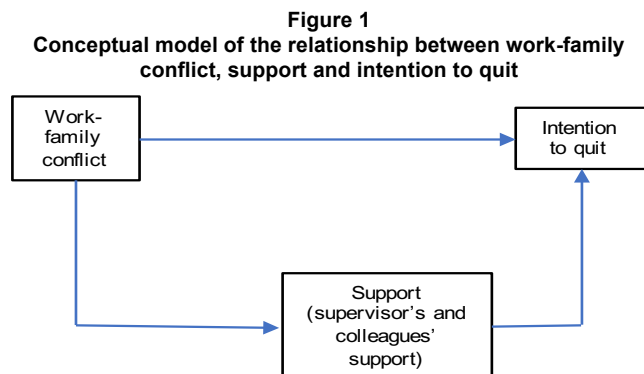 Figure 1
Conceptual model of the relationship between work-family
conflict, support and intention to quit
Work-
family
conflict
Intention
to quit
Support
(supervisor's and
colleagues'
support)